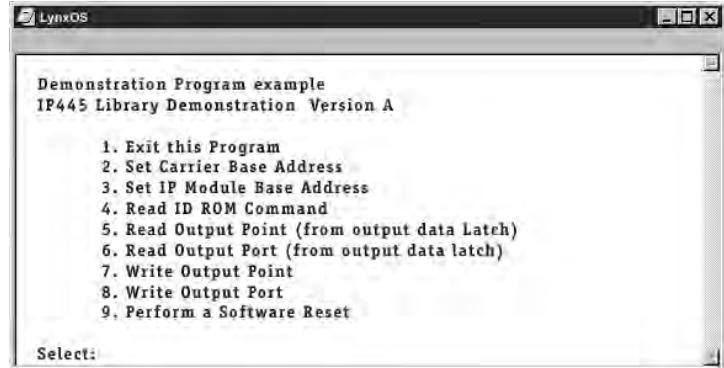 LynxOS
Demonstration Program example
IP445 Library Demonstration Version A
1. Exit this Program
2. Set Carrier Base Address
3. Set IP Module Base Address
4. Read ID ROM Command
5. Read Output Point (from output data Latch)
6. Read Output Port (from output data latch)
7. Write Output Point
8. Write Output Port
9. Perform a Software Reset
Select: